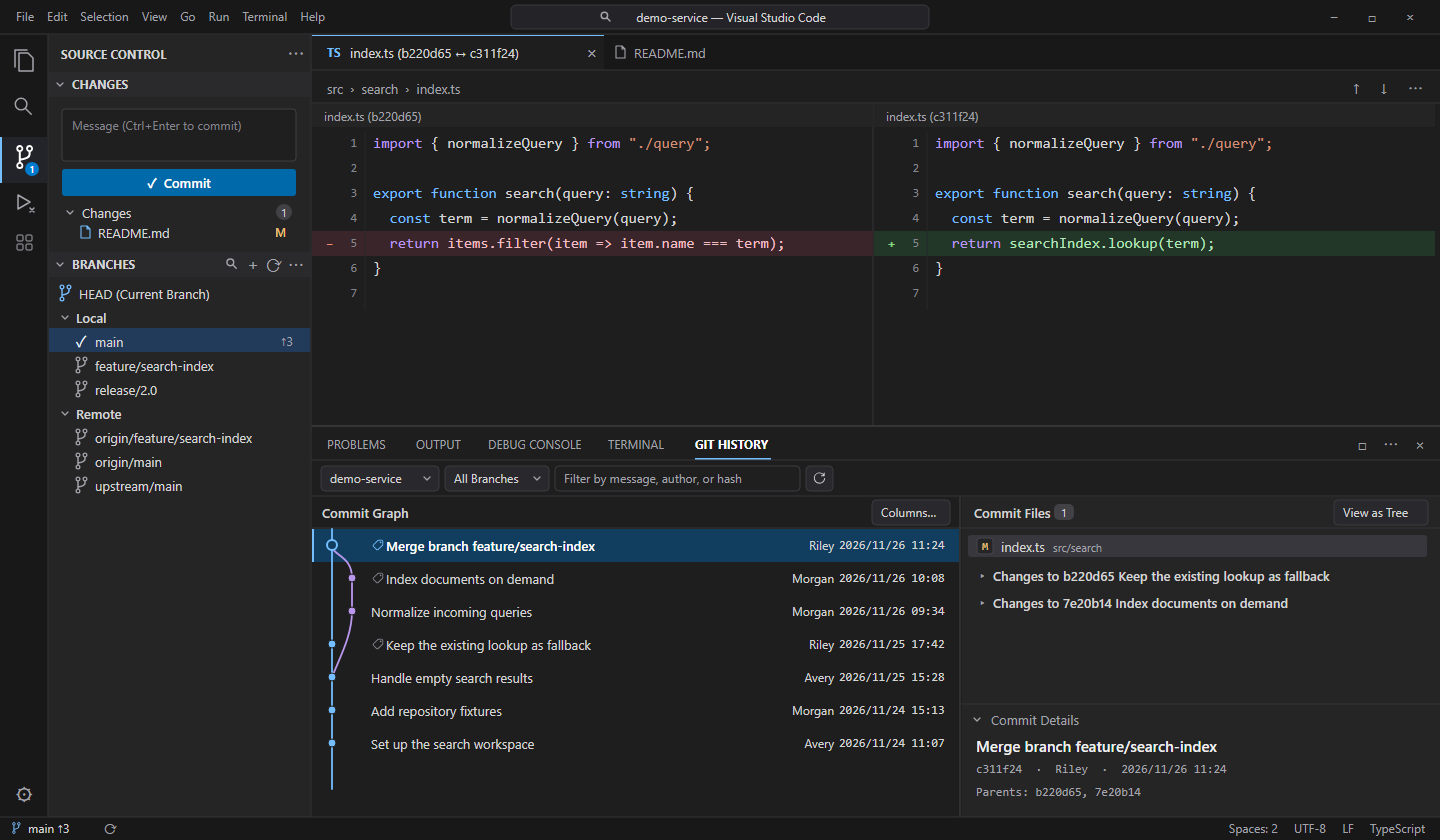 File Edit Selection View Go Run Terminal Help
demo-service — Visual Studio Code
SOURCE CONTROL
CHANGES
Message (Ctrl+Enter to commit)
✓ Commit
Changes 1
README.md M
BRANCHES
HEAD (Current Branch)
Local
main ↑3
feature/search-index
release/2.0
Remote
origin/feature/search-index
origin/main
upstream/main
TS index.ts (b220d65 ↔ c311f24)
README.md
src › search › index.ts
index.ts (b220d65)
1 import { normalizeQuery } from "./query";
2
3 export function search(query: string) {
4 const term = normalizeQuery(query);
− 5 return items.filter(item => item.name === term);
6 }
7
index.ts (c311f24)
1 import { normalizeQuery } from "./query";
2
3 export function search(query: string) {
4 const term = normalizeQuery(query);
+ 5 return searchIndex.lookup(term);
6 }
7
PROBLEMS OUTPUT DEBUG CONSOLE TERMINAL GIT HISTORY
demo-service All Branches Filter by message, author, or hash
Commit Graph Columns...
Merge branch feature/search-index Riley 2026/11/26 11:24
Index documents on demand Morgan 2026/11/26 10:08
Normalize incoming queries Morgan 2026/11/26 09:34
Keep the existing lookup as fallback Riley 2026/11/25 17:42
Handle empty search results Avery 2026/11/25 15:28
Add repository fixtures Morgan 2026/11/24 15:13
Set up the search workspace Avery 2026/11/24 11:07
Commit Files 1 View as Tree
M index.ts src/search
Changes to b220d65 Keep the existing lookup as fallback
Changes to 7e20b14 Index documents on demand
Commit Details
Merge branch feature/search-index
c311f24 · Riley · 2026/11/26 11:24
Parents: b220d65, 7e20b14
1
main ↑3
Spaces: 2 UTF-8 LF TypeScript